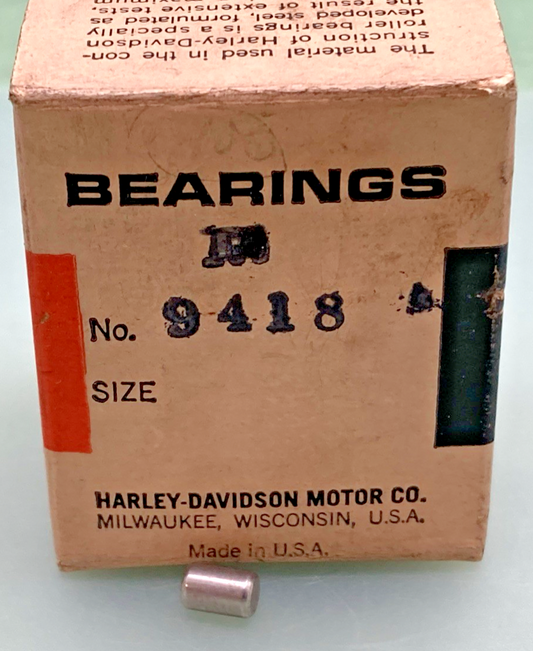 The material used in the con-
struction of Harley-Davidson
roller bearings is a specially
developed steel, formulated as
the result of extensive tests.
maximum
BEARINGS
No. 9418 A
SIZE
HARLEY-DAVIDSON MOTOR CO.
MILWAUKEE, WISCONSIN, U.S.A.
Made in U.S.A.